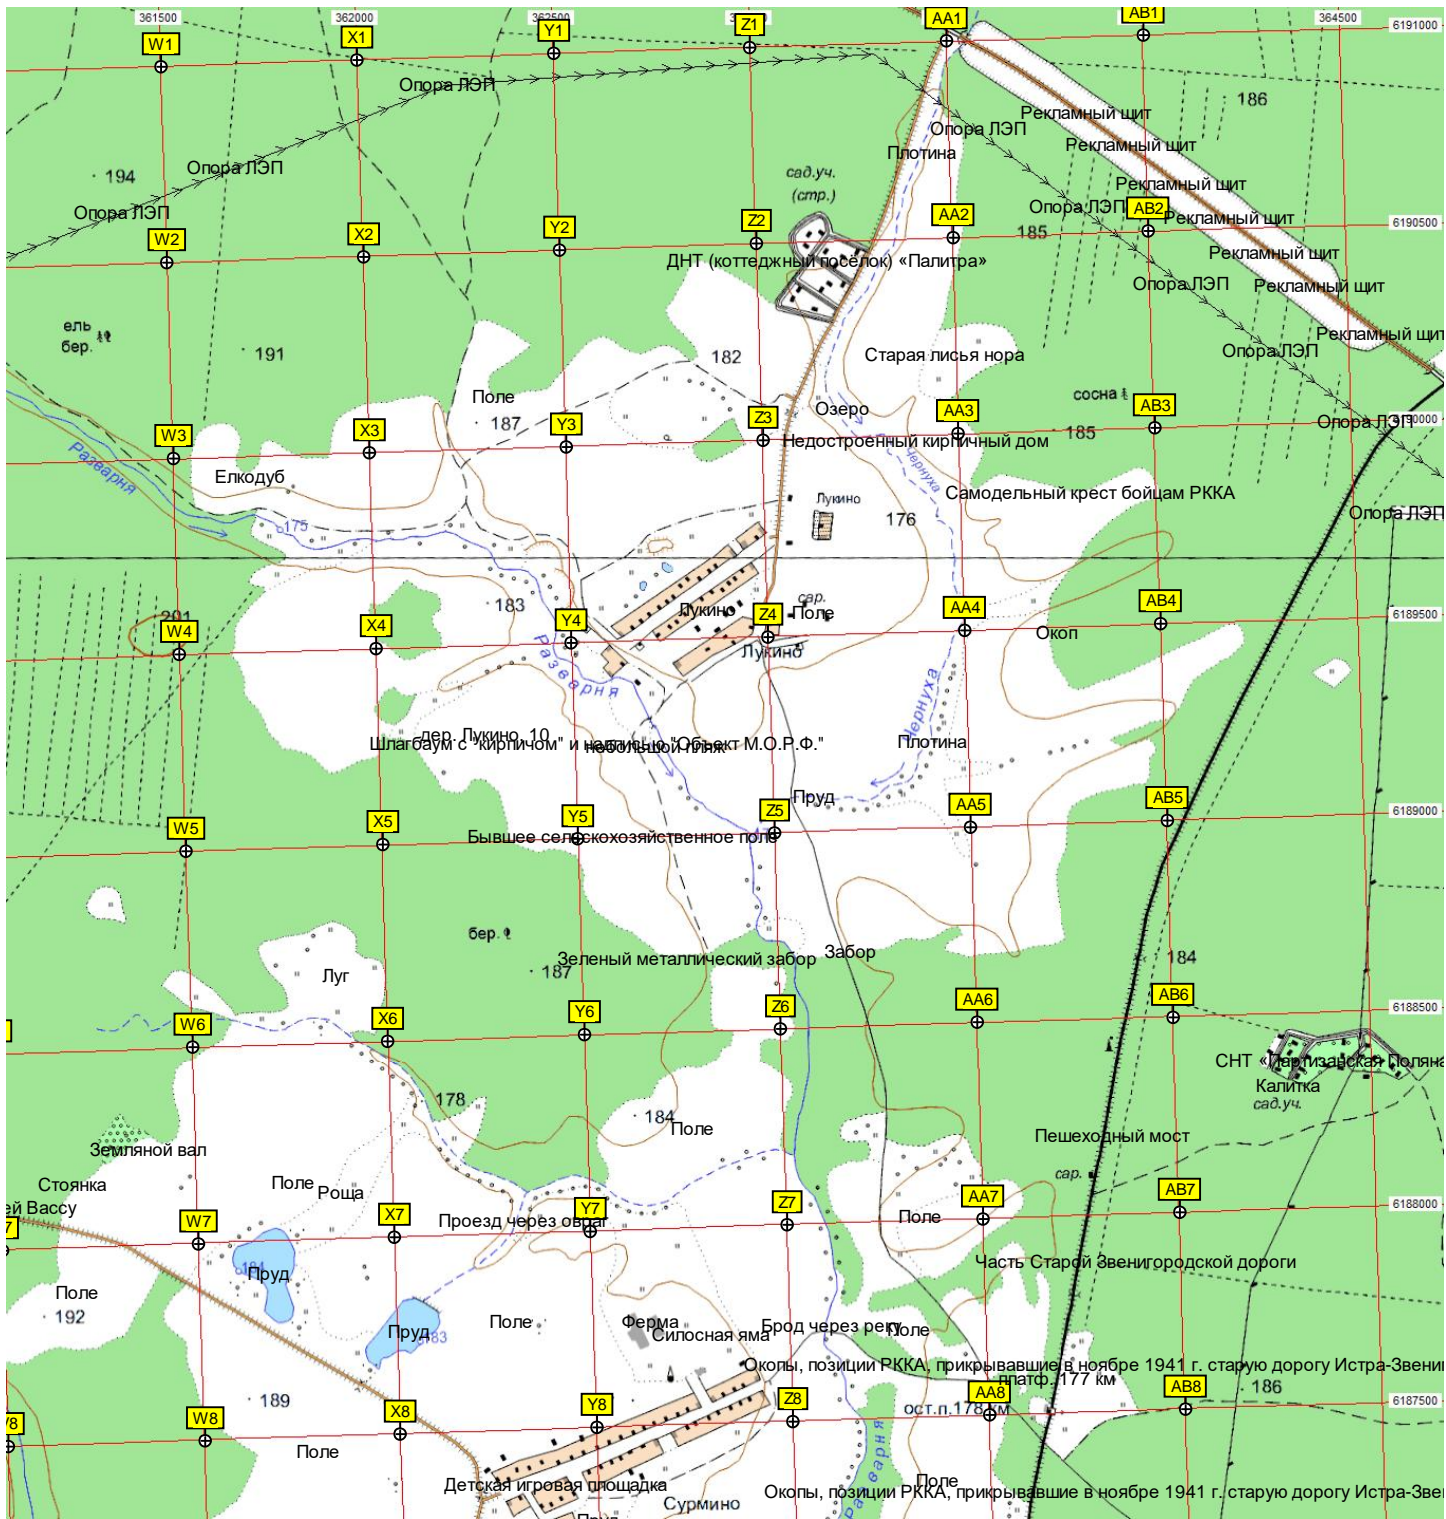 361500
362000
362500
364500
W1
X1
Y1
Z1
AA1
AB1
6191000
Опора ЛЭП
186
Рекламный щит
Опора ЛЭП
Рекламный щит
Плотина
Опора ЛЭП
194
сад.уч.
(стр.)
Рекламный щит
Опора ЛЭП
Опора ЛЭП
W2
X2
Y2
Z2
AA2
AB2
Рекламный щит
6190500
185
ДНТ (коттеджный посёлок) «Палитра»
Рекламный щит
Опора ЛЭП
Рекламный щит
ель
бер.
191
182
Старая лисья нора
Рекламный щит
Опора ЛЭП
Поле
187
Озеро
сосна
W3
X3
Y3
Z3
AA3
AB3
Опора ЛЭП
Недостроенный кирпичный дом
185
Разварня
Елкодуб
Чернуха
Самодельный крест бойцам РККА
Лукино
175
176
Опора ЛЭП
183
сар.
Лукино
Поле
201
W4
X4
Y4
Z4
AA4
AB4
6189500
Окоп
Лукино
Разварня
Чернуха
дер. Лукино, 10
Шлагбаум с "кирпичом" и надписью "Объект М.О.Р.Ф."
небольшой пляж
Плотина
Пруд
W5
X5
Y5
Z5
AA5
AB5
6189000
Бывшее сельскохозяйственное поле
бер.
Забор
Зеленый металлический забор
184
187
Луг
W6
X6
Y6
Z6
AA6
AB6
6188500
СНТ «Партизанская Поляна
Калитка
сад.уч.
178
184
Поле
Пешеходный мост
Земляной вал
сар.
Стоянка
Поле
Роща
ей Вассу
W7
X7
Y7
Z7
AA7
AB7
6188000
Проезд через овраг
Поле
Часть Старой Звенигородской дороги
Пруд
Поле
192
Поле
Ферма
Брод через реку
Поле
Пруд
183
Силосная яма
Окопы, позиции РККА, прикрывавшие в ноябре 1941 г. старую дорогу Истра-Звени
платф. 177 км
186
189
W8
X8
Y8
Z8
AA8
AB8
6187500
ост.п.178 км
Поле
Разварня
Поле
Детская игровая площадка
Окопы, позиции РККА, прикрывавшие в ноябре 1941 г. старую дорогу Истра-Зве
Сурмино